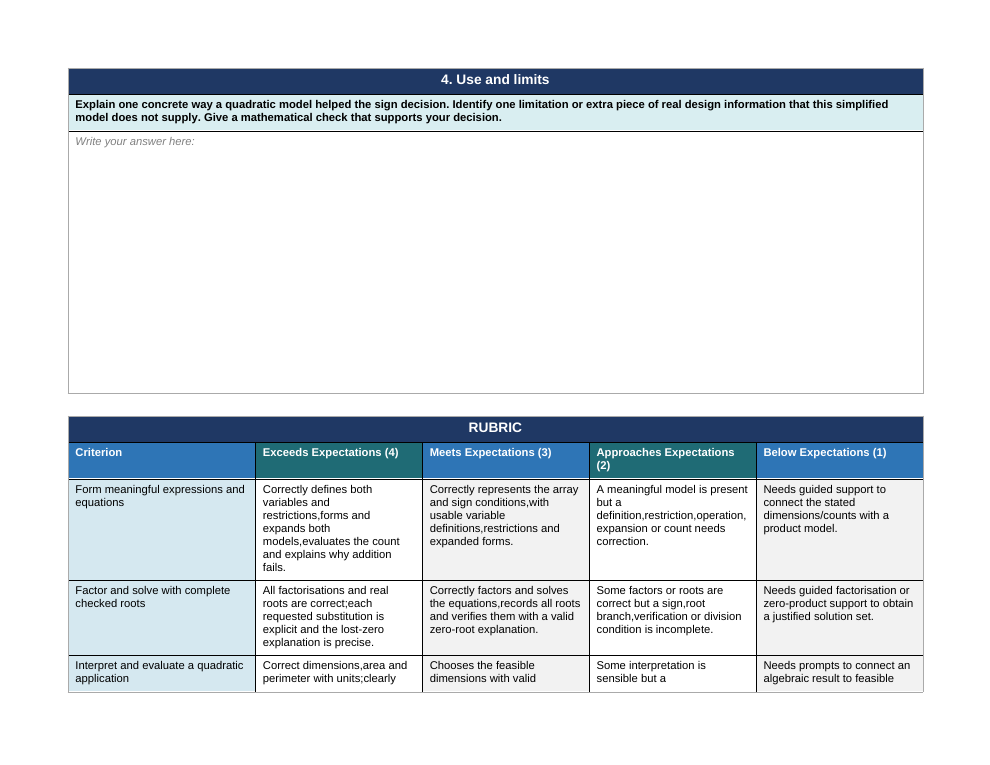 4. Use and limits
Explain one concrete way a quadratic model helped the sign decision. Identify one limitation or extra piece of real design information that this simplified
model does not supply. Give a mathematical check that supports your decision.
Write your answer here:
RUBRIC
Criterion
Exceeds Expectations (4)
Meets Expectations (3)
Approaches Expectations
(2)
Below Expectations (1)
Form meaningful expressions and
equations
Correctly defines both
variables and
restrictions,forms and
expands both
models,evaluates the count
and explains why addition
fails.
Correctly represents the array
and sign conditions,with
usable variable
definitions,restrictions and
expanded forms.
A meaningful model is present
but a
definition,restriction,operation,
expansion or count needs
correction.
Needs guided support to
connect the stated
dimensions/counts with a
product model.
Factor and solve with complete
checked roots
All factorisations and real
roots are correct;each
requested substitution is
explicit and the lost-zero
explanation is precise.
Correctly factors and solves
the equations,records all roots
and verifies them with a valid
zero-root explanation.
Some factors or roots are
correct but a sign,root
branch,verification or division
condition is incomplete.
Needs guided factorisation or
zero-product support to obtain
a justified solution set.
Interpret and evaluate a quadratic
application
Correct dimensions,area and
perimeter with units;clearly
Chooses the feasible
dimensions with valid
Some interpretation is
sensible but a
Needs prompts to connect an
algebraic result to feasible